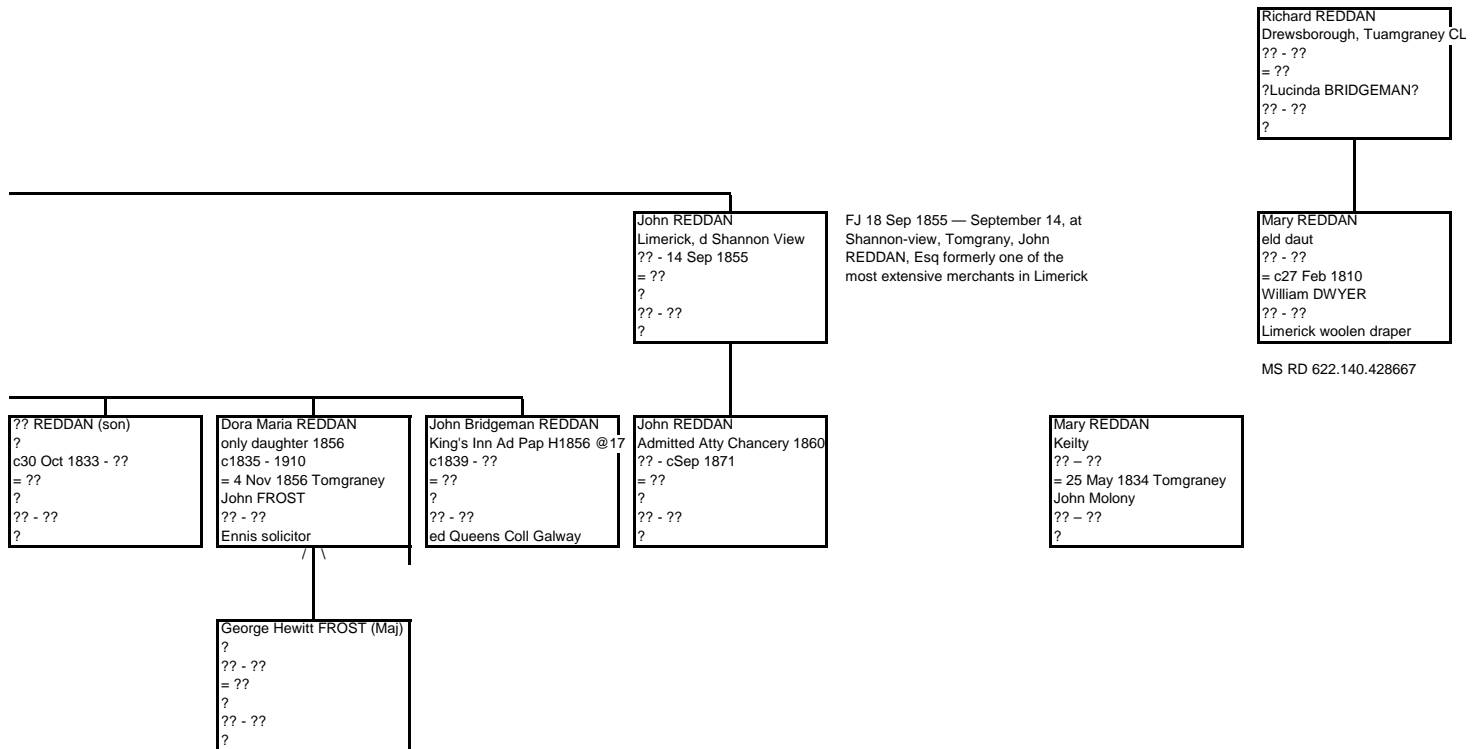 Richard REDDAN
Drewsborough, Tuamgraney CL
?? - ??
= ??
?Lucinda BRIDGEMAN?
?? - ??
?
John REDDAN
Limerick, d Shannon View
?? - 14 Sep 1855
= ??
?
?? - ??
?
FJ 18 Sep 1855 — September 14, at
Shannon-view, Tomgrany, John
REDDAN, Esq formerly one of the
most extensive merchants in Limerick
Mary REDDAN
eld daut
?? - ??
= c27 Feb 1810
William DWYER
?? - ??
Limerick woolen draper
MS RD 622.140.428667
?? REDDAN (son)
?
c30 Oct 1833 - ??
= ??
?
?? - ??
?
Dora Maria REDDAN
only daughter 1856
c1835 - 1910
= 4 Nov 1856 Tomgraney
John FROST
?? - ??
Ennis solicitor
John Bridgeman REDDAN
King's Inn Ad Pap H1856 @17
c1839 - ??
= ??
?
?? - ??
ed Queens Coll Galway
John REDDAN
Admitted Atty Chancery 1860
?? - cSep 1871
= ??
?
?? - ??
?
Mary REDDAN
Keilty
?? – ??
= 25 May 1834 Tomgraney
John Molony
?? – ??
?
/ \
George Hewitt FROST (Maj)
?
?? - ??
= ??
?
?? - ??
?